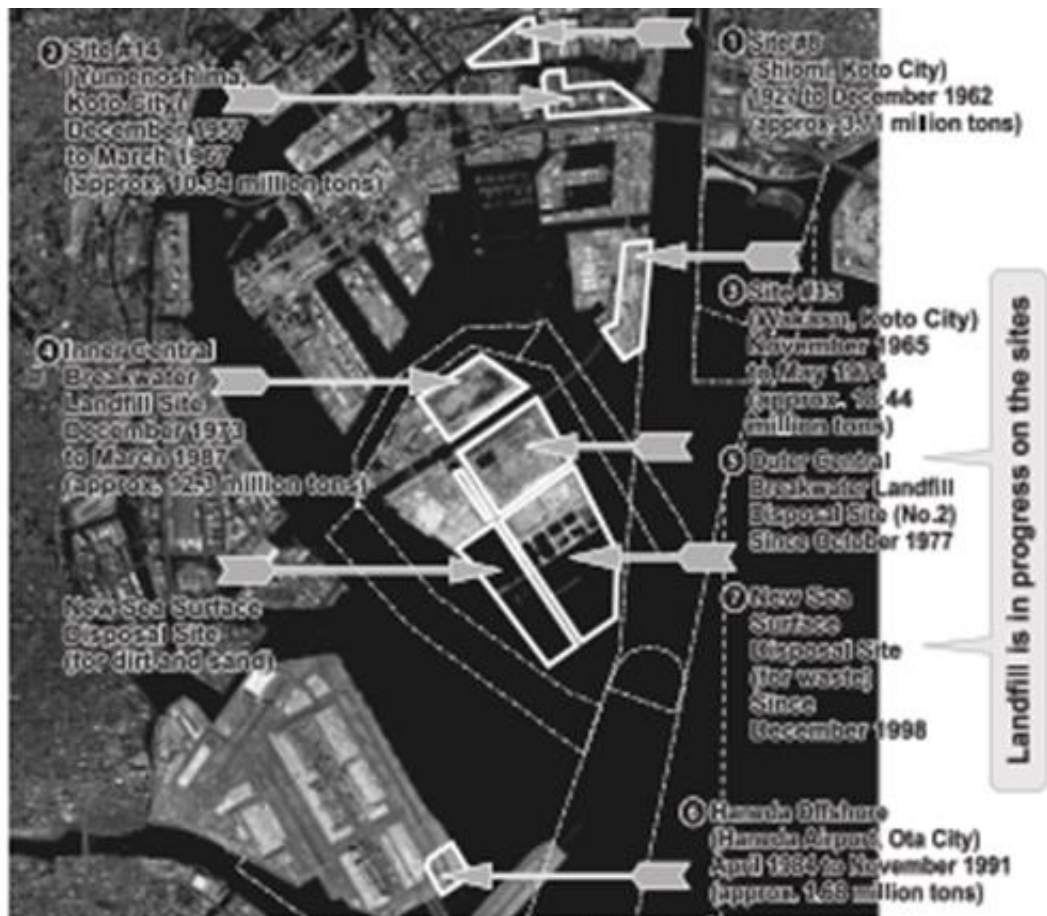 ① Site #8
(Shiomi, Koto City)
1927 to December 1962
(approx. 3.71 million tons)
② Site #14
(Yumenoshima,
Koto City)
December 1957
to March 1967
(approx. 10.34 million tons)
③ Site #15
(Wakasu, Koto City)
November 1965
to May 1974
(approx. 44
million tons)
④ Inner Central
Breakwater
Landfill Site
December 1973
to March 1987
(approx. 12.3 million tons)
⑤ Outer Central
Breakwater Landfill
Disposal Site (No.2)
Since October 1977
New Sea Surface
Disposal Site
(for dirt and sand)
⑦ New Sea
Surface
Disposal Site
(for waste)
Since
December 1998
⑥ Haneda Offshore
(Haneda Airport, Ota City)
April 1984 to November 1991
(approx. 1.68 million tons)
Landfill is in progress on the sites